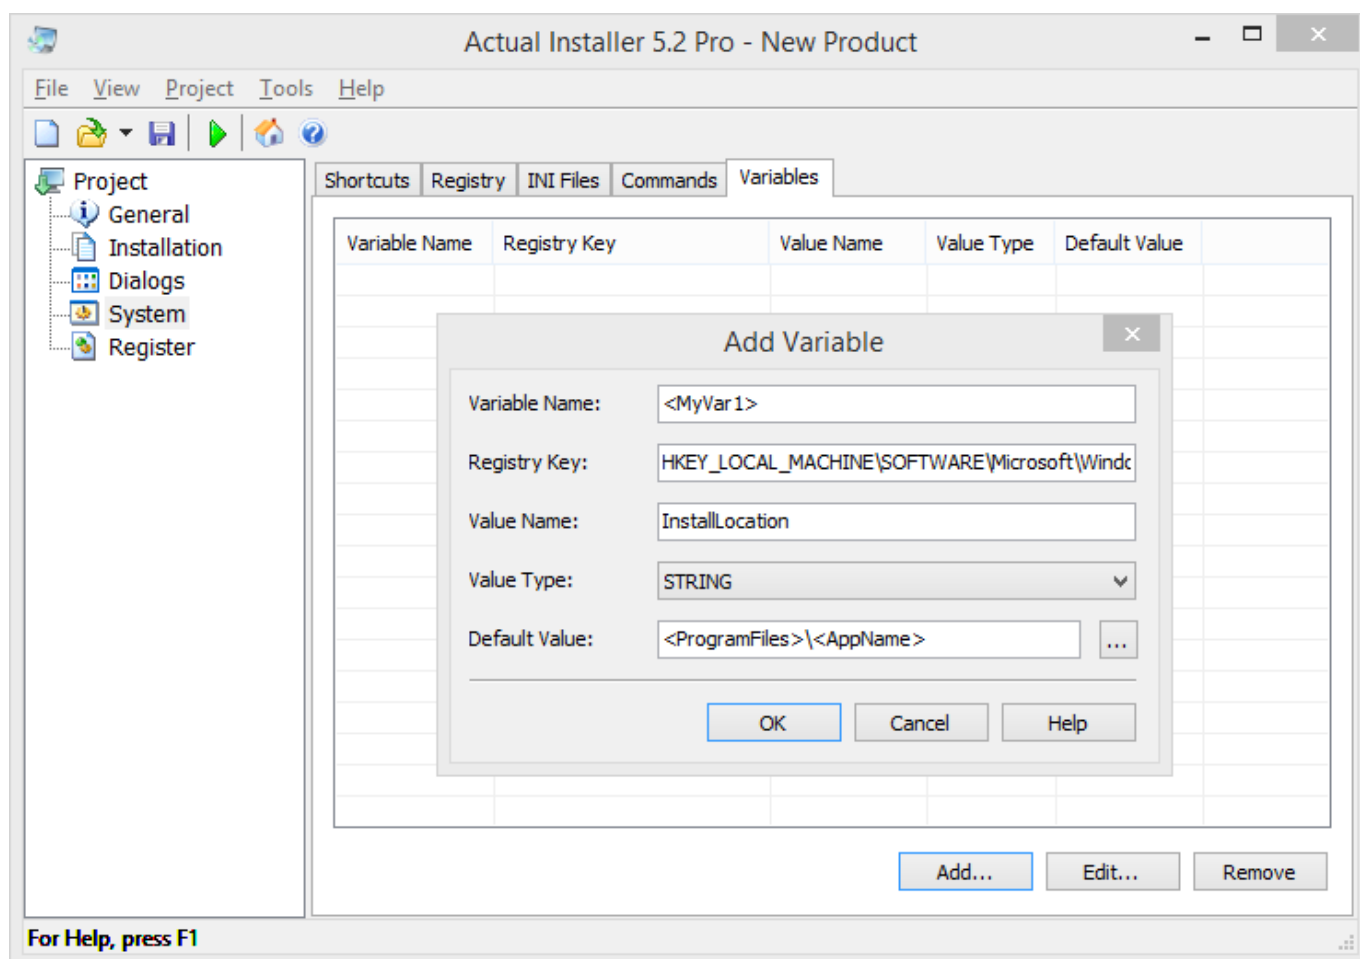 Actual Installer 5.2 Pro - New Product
File View Project Tools Help
Project
General
Installation
Dialogs
System
Register
Shortcuts Registry INI Files Commands Variables
Variable Name Registry Key Value Name Value Type Default Value
Add Variable
Variable Name: <MyVar1>
Registry Key: HKEY_LOCAL_MACHINE\SOFTWARE\Microsoft\Windo
Value Name: InstallLocation
Value Type: STRING
Default Value: <ProgramFiles>\<AppName> ...
OK Cancel Help
Add... Edit... Remove
For Help, press F1